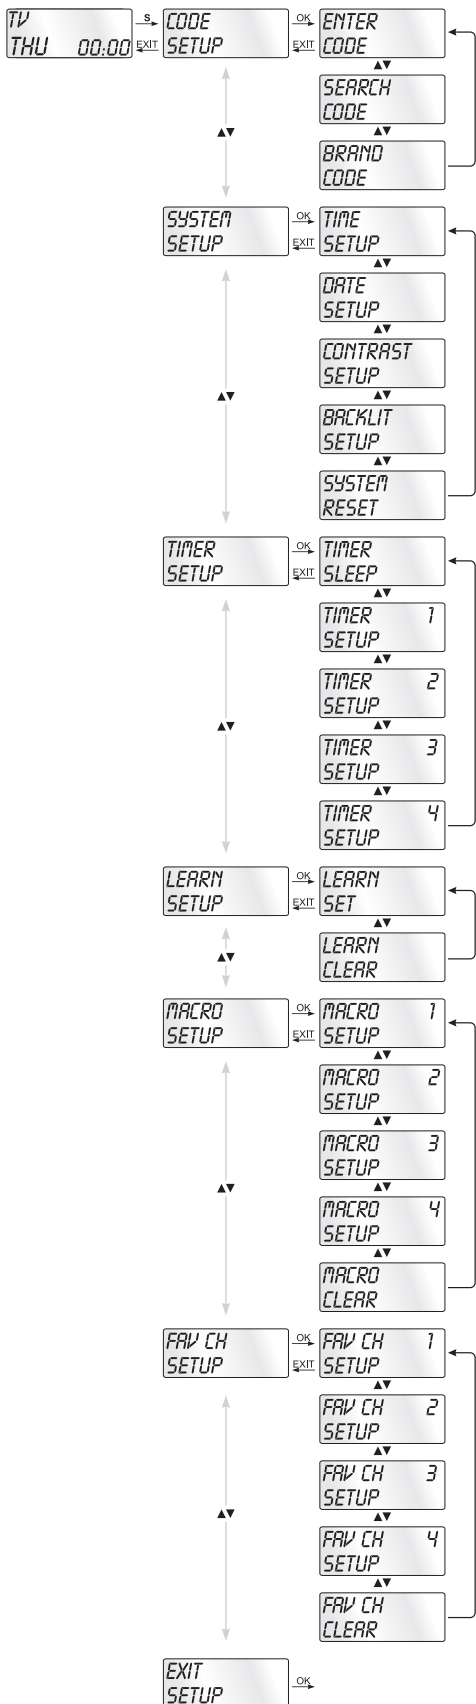 TV
THU 00:00
S
EXIT
CODE
SETUP
OK
EXIT
ENTER
CODE
▲▼
SEARCH
CODE
▲▼
BRAND
CODE
▲▼
SYSTEM
SETUP
OK
EXIT
TIME
SETUP
▲▼
DATE
SETUP
▲▼
CONTRAST
SETUP
▲▼
BACKLIT
SETUP
▲▼
SYSTEM
RESET
▲▼
TIMER
SETUP
OK
EXIT
TIMER
SLEEP
▲▼
TIMER 1
SETUP
▲▼
TIMER 2
SETUP
▲▼
TIMER 3
SETUP
▲▼
TIMER 4
SETUP
▲▼
LEARN
SETUP
OK
EXIT
LEARN
SET
▲▼
LEARN
CLEAR
▲▼
MACRO
SETUP
OK
EXIT
MACRO 1
SETUP
▲▼
MACRO 2
SETUP
▲▼
MACRO 3
SETUP
▲▼
MACRO 4
SETUP
▲▼
MACRO
CLEAR
▲▼
FAV CH
SETUP
OK
EXIT
FAV CH 1
SETUP
▲▼
FAV CH 2
SETUP
▲▼
FAV CH 3
SETUP
▲▼
FAV CH 4
SETUP
▲▼
FAV CH
CLEAR
▲▼
EXIT
SETUP
OK